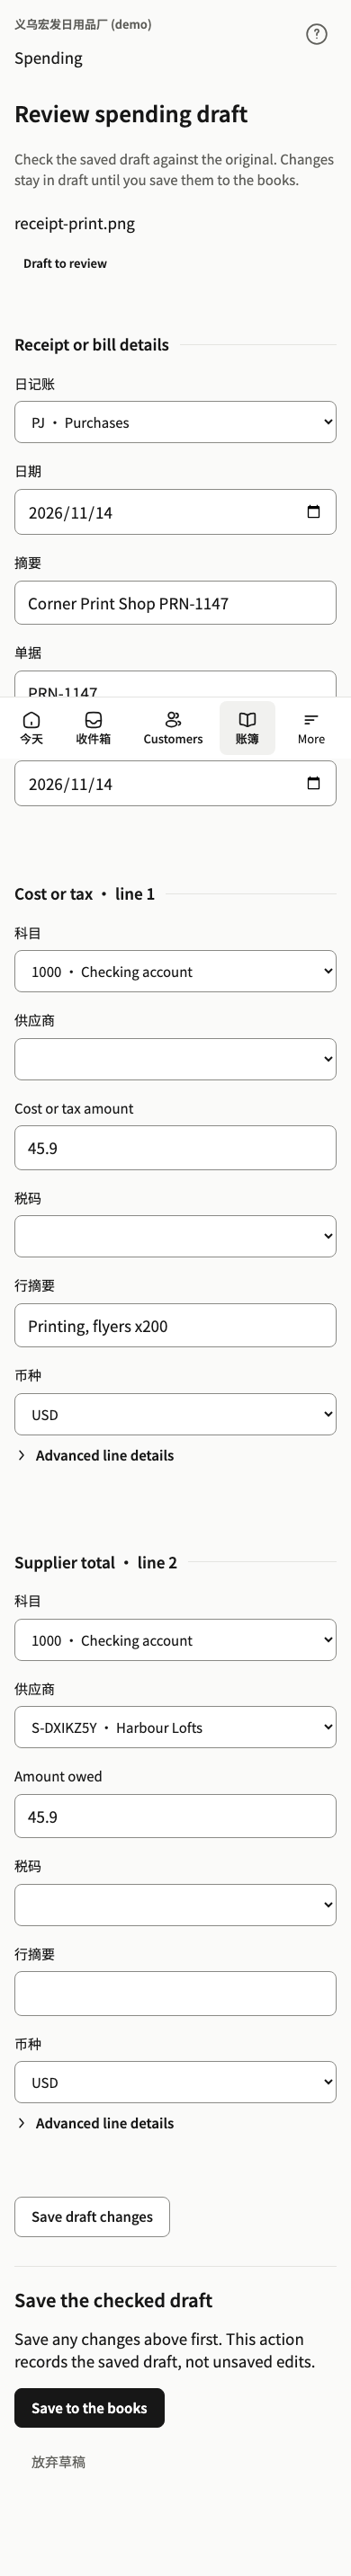 义乌宏发日用品厂 (demo)
Spending
Review spending draft
Check the saved draft against the original. Changes
stay in draft until you save them to the books.
receipt-print.png
Draft to review
Receipt or bill details
日记账
PJ · Purchases
日期
2026/11/14
摘要
Corner Print Shop PRN-1147
单据
PRN-1147
今天 收件箱 Customers 账簿 More
2026/11/14
Cost or tax · line 1
科目
1000 · Checking account
供应商
Cost or tax amount
45.9
税码
行摘要
Printing, flyers x200
币种
USD
Advanced line details
Supplier total · line 2
科目
1000 · Checking account
供应商
S-DXIKZ5Y · Harbour Lofts
Amount owed
45.9
税码
行摘要
币种
USD
Advanced line details
Save draft changes
Save the checked draft
Save any changes above first. This action
records the saved draft, not unsaved edits.
Save to the books
放弃草稿